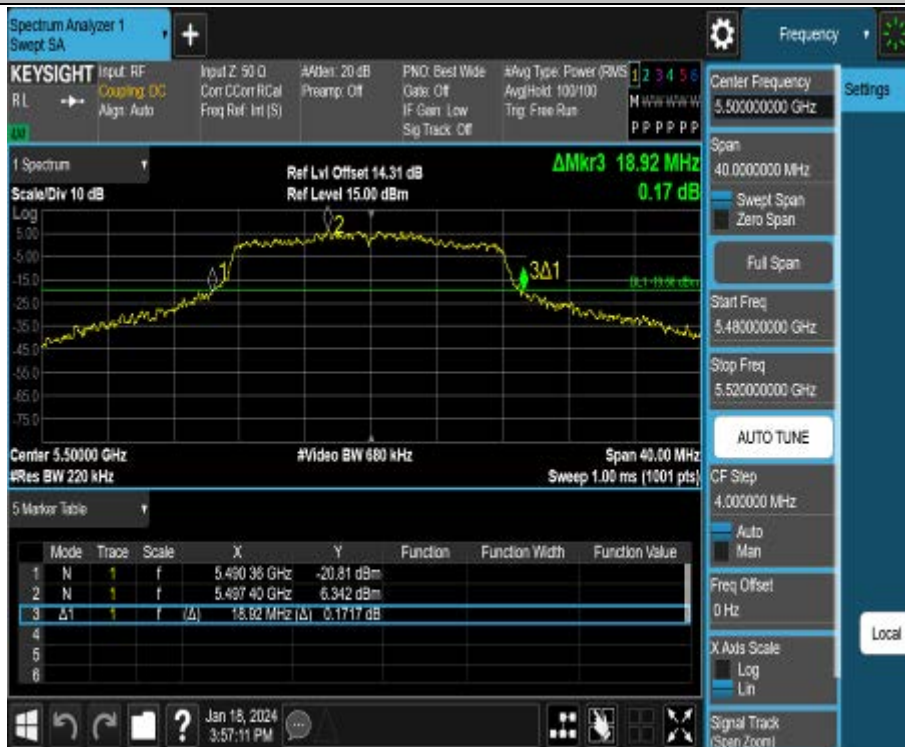 Spectrum Analyzer 1
Swept SA
+
Frequency
KEYSIGHT
RL
Input: RF
Coupling: DC
Align: Auto
Input Z: 50 Ω
Corr CCorr RCal
Freq Ref: Int (S)
#Atten: 20 dB
Preamp: Off
PNO: Best Wide
Gate: Off
IF Gain: Low
Sig Track: Off
#Avg Type: Power (RMS
Avg|Hold: 100/100
Trig: Free Run
1 2 3 4 5 6
M W W W W W
P P P P P P
1 Spectrum
Scale/Div 10 dB
Ref Lvl Offset 14.31 dB
Ref Level 15.00 dBm
ΔMkr3 18.92 MHz
0.17 dB
Log
5.00
-5.00
-15.0
-25.0
-35.0
-45.0
-55.0
-65.0
-75.0
2
1
3Δ1
Center 5.50000 GHz
#Res BW 220 kHz
#Video BW 680 kHz
Span 40.00 MHz
Sweep 1.00 ms (1001 pts)
5 Marker Table
Mode Trace Scale X Y Function Function Width Function Value
1 N 1 f 5.490 36 GHz -20.81 dBm
2 N 1 f 5.497 40 GHz 6.342 dBm
3 Δ1 1 f (Δ) 18.92 MHz (Δ) 0.1717 dB
4
5
6
Jan 18, 2024
3:57:11 PM
Center Frequency
5.500000000 GHz
Span
40.0000000 MHz
Swept Span
Zero Span
Full Span
Start Freq
5.480000000 GHz
Stop Freq
5.520000000 GHz
AUTO TUNE
CF Step
4.000000 MHz
Auto
Man
Freq Offset
0 Hz
X Axis Scale
Log
Lin
Signal Track
(Span Zoom)
Settings
Local